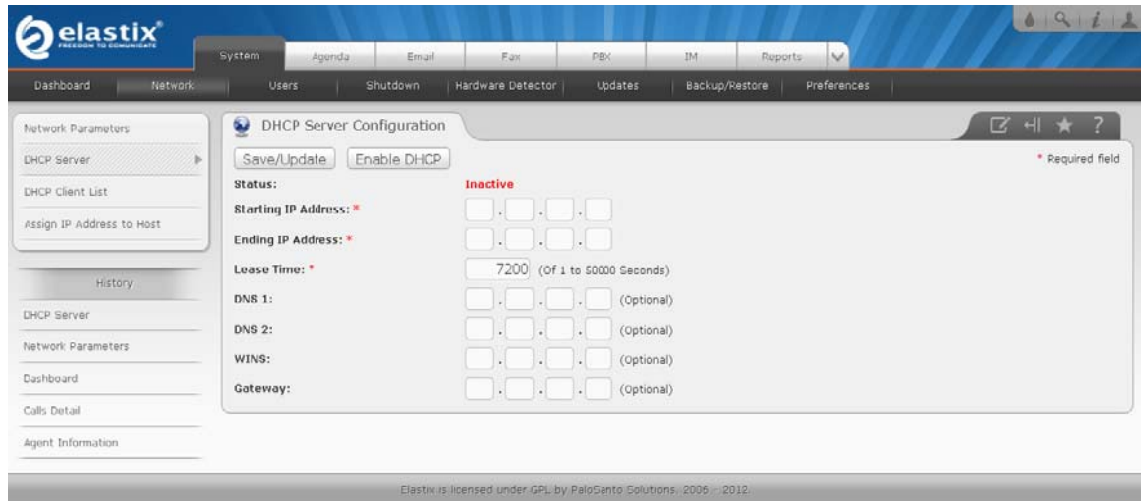 elastix®
FREEDOM TO COMUNICATE
System Agenda Email Fax PBX IM Reports
Dashboard Network Users Shutdown Hardware Detector Updates Backup/Restore Preferences
Network Parameters
DHCP Server
DHCP Client List
Assign IP Address to Host
History
DHCP Server
Network Parameters
Dashboard
Calls Detail
Agent Information
DHCP Server Configuration
Save/Update Enable DHCP * Required field
Status: Inactive
Starting IP Address: * . . .
Ending IP Address: * . . .
Lease Time: * 7200 (Of 1 to 50000 Seconds)
DNS 1: . . . (Optional)
DNS 2: . . . (Optional)
WINS: . . . (Optional)
Gateway: . . . (Optional)
Elastix is licensed under GPL by PaloSanto Solutions. 2006 - 2012.